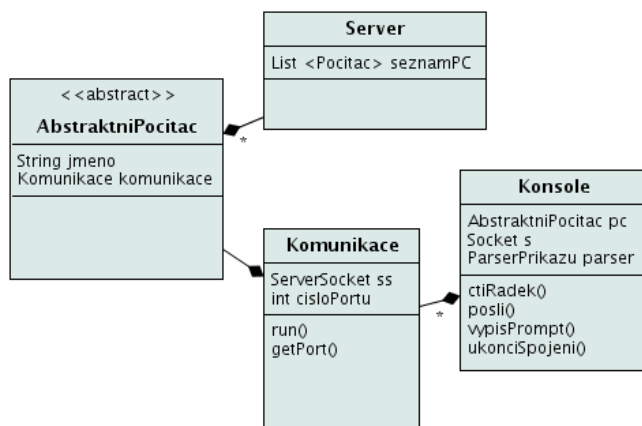 Server
List <Pocitac> seznamPC
<<abstract>>
AbstraktniPocitac
String jmeno
Komunikace komunikace
*
Komunikace
ServerSocket ss
int cisloPortu
run()
getPort()
*
Konsole
AbstraktniPocitac pc
Socket s
ParserPrikazu parser
ctiRadek()
posli()
vypisPrompt()
ukonciSpojeni()